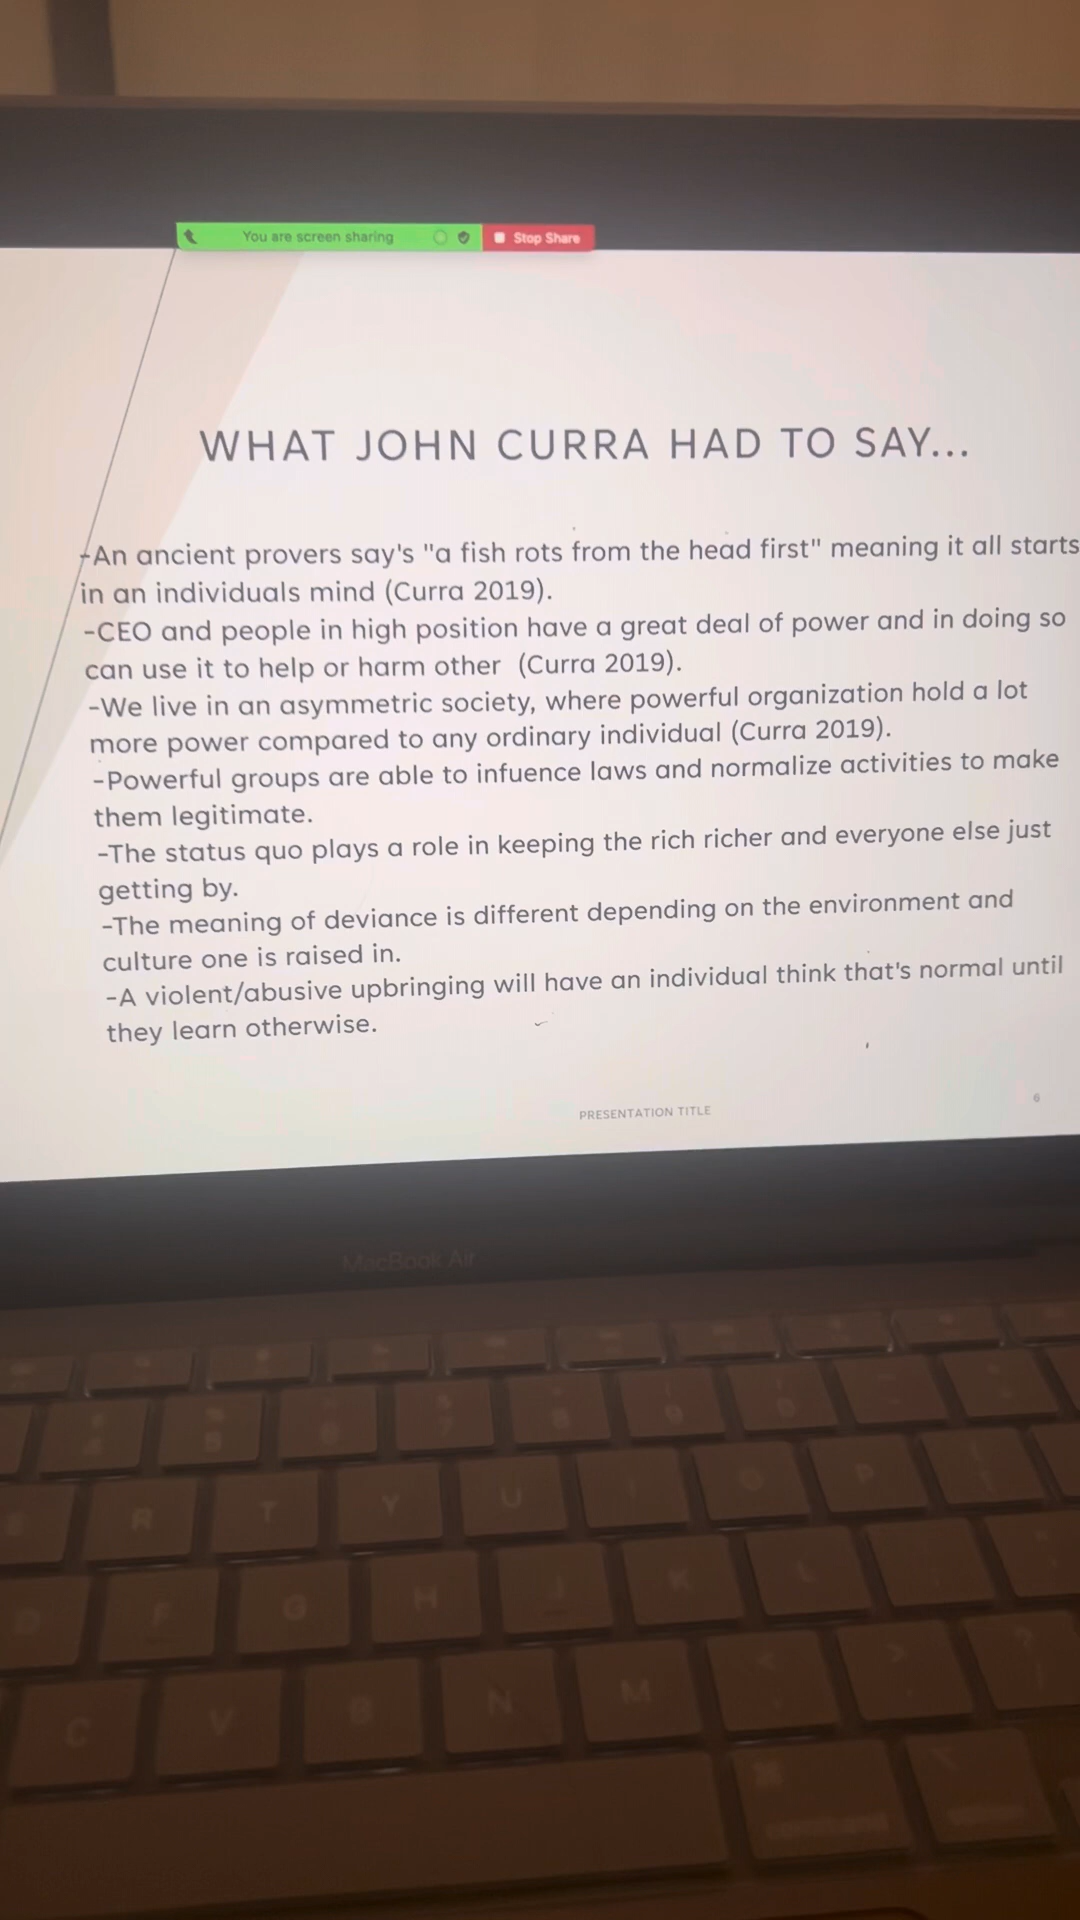 You are screen sharing
Stop Share
WHAT JOHN CURRA HAD TO SAY...
-An ancient provers say's "a fish rots from the head first" meaning it all starts
in an individuals mind (Curra 2019).
-CEO and people in high position have a great deal of power and in doing so
can use it to help or harm other (Curra 2019).
-We live in an asymmetric society, where powerful organization hold a lot
more power compared to any ordinary individual (Curra 2019).
-Powerful groups are able to infuence laws and normalize activities to make
them legitimate.
-The status quo plays a role in keeping the rich richer and everyone else just
getting by.
-The meaning of deviance is different depending on the environment and
culture one is raised in.
-A violent/abusive upbringing will have an individual think that's normal until
they learn otherwise.
PRESENTATION TITLE
6
MacBook Air
R T Y U
G H J K L
C V B N M